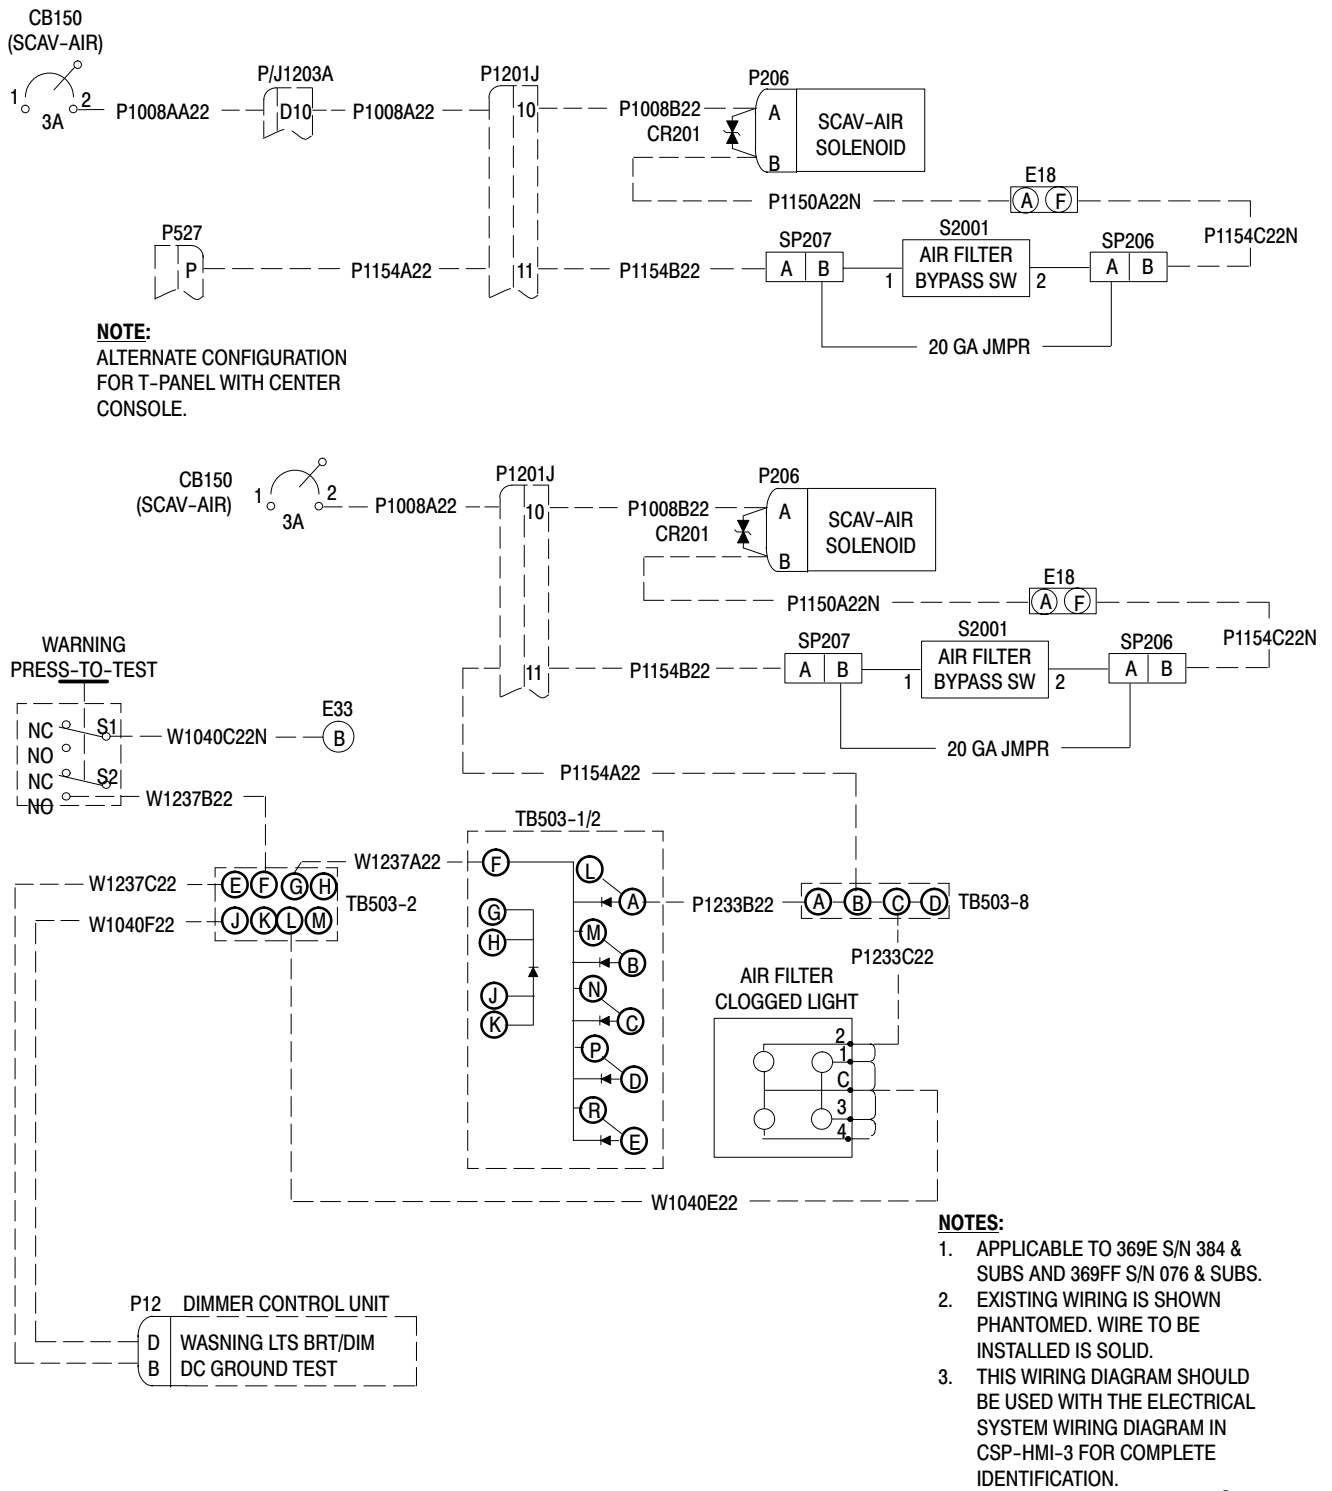 CB150
(SCAV-AIR)
1
2
3A
P1008AA22
P/J1203A
D10
P1008A22
P1201J
10
P1008B22
CR201
P206
A
B
SCAV-AIR
SOLENOID
P1150A22N
E18
A F
P1154C22N
P527
P
P1154A22
11
P1154B22
SP207
A B
1
S2001
AIR FILTER
BYPASS SW
2
SP206
A B
20 GA JMPR
NOTE:
ALTERNATE CONFIGURATION
FOR T-PANEL WITH CENTER
CONSOLE.
CB150
(SCAV-AIR)
1
2
3A
P1008A22
P1201J
10
P1008B22
CR201
P206
A
B
SCAV-AIR
SOLENOID
P1150A22N
E18
A F
P1154C22N
11
P1154B22
SP207
A B
1
S2001
AIR FILTER
BYPASS SW
2
SP206
A B
20 GA JMPR
P1154A22
WARNING
PRESS-TO-TEST
NC S1
NO
NC S2
NO
W1040C22N
E33
B
W1237B22
W1237C22
W1040F22
E F G H
J K L M
TB503-2
W1237A22
TB503-1/2
F
G
H
J
K
L
A
M
B
N
C
P
D
R
E
P1233B22
A B C D
TB503-8
P1233C22
AIR FILTER
CLOGGED LIGHT
2
1
C
3
4
W1040E22
P12 DIMMER CONTROL UNIT
D WASNING LTS BRT/DIM
B DC GROUND TEST
NOTES:
1. APPLICABLE TO 369E S/N 384 &
SUBS AND 369FF S/N 076 & SUBS.
2. EXISTING WIRING IS SHOWN
PHANTOMED. WIRE TO BE
INSTALLED IS SOLID.
3. THIS WIRING DIAGRAM SHOULD
BE USED WITH THE ELECTRICAL
SYSTEM WIRING DIAGRAM IN
CSP-HMI-3 FOR COMPLETE
IDENTIFICATION.